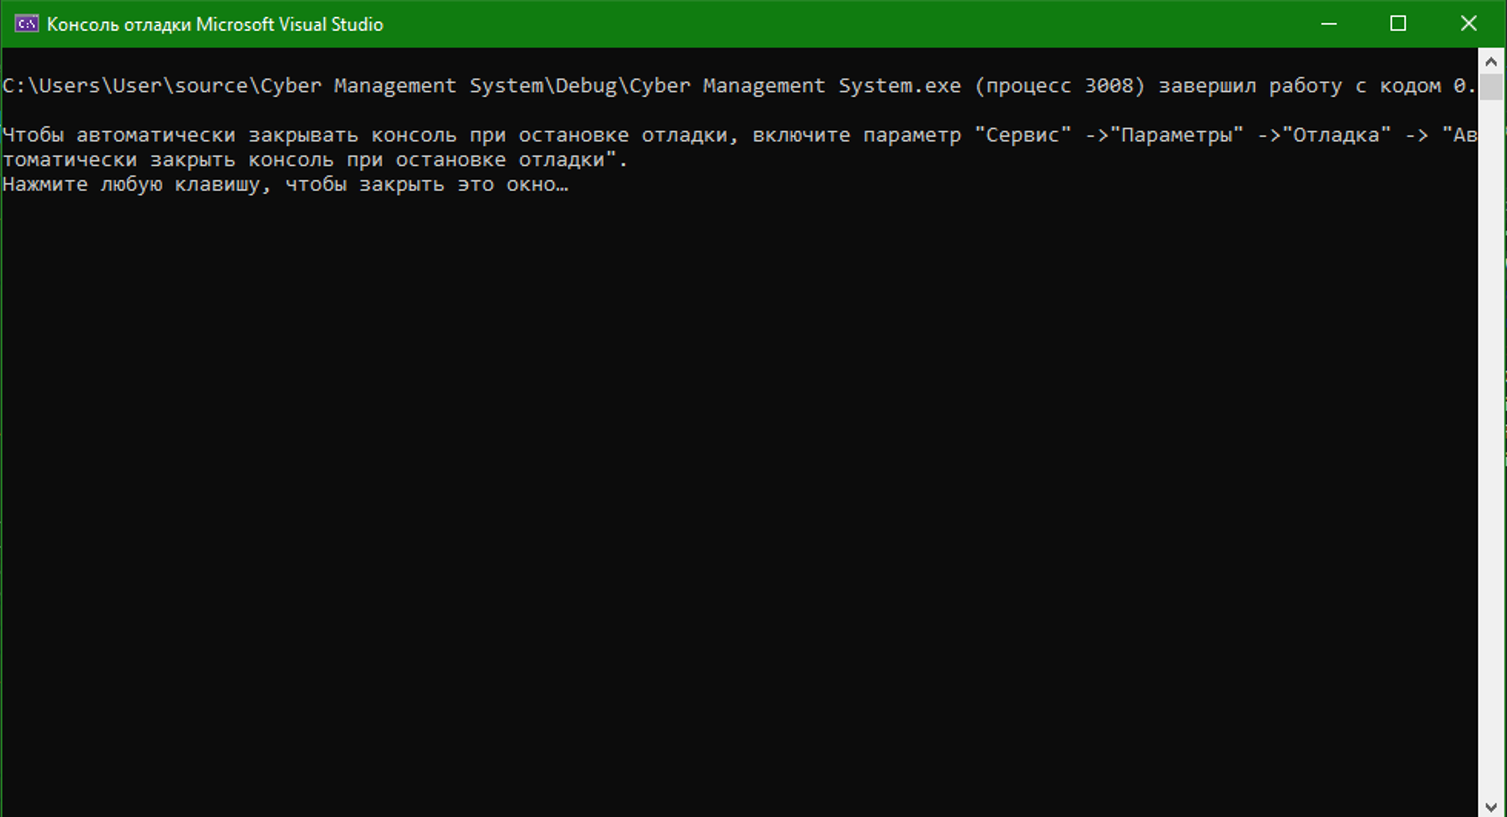 Консоль отладки Microsoft Visual Studio
C:\Users\User\source\Cyber Management System\Debug\Cyber Management System.exe (процесс 3008) завершил работу с кодом 0.
Чтобы автоматически закрывать консоль при остановке отладки, включите параметр "Сервис" ->"Параметры" ->"Отладка" -> "Ав
томатически закрыть консоль при остановке отладки".
Нажмите любую клавишу, чтобы закрыть это окно…